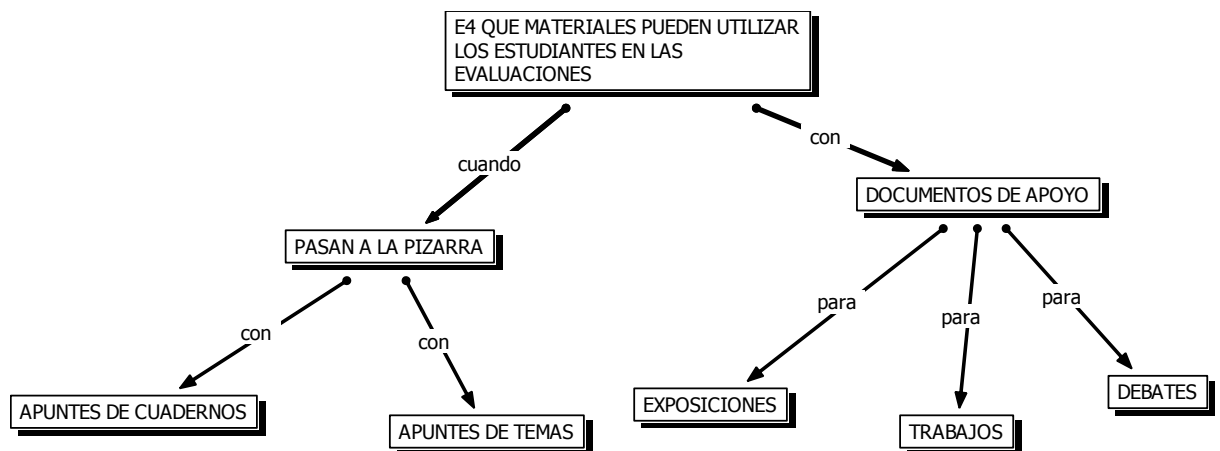 E4 QUE MATERIALES PUEDEN UTILIZAR
LOS ESTUDIANTES EN LAS
EVALUACIONES
con
cuando
DOCUMENTOS DE APOYO
PASAN A LA PIZARRA
para
para
para
con
con
DEBATES
EXPOSICIONES
APUNTES DE CUADERNOS
APUNTES DE TEMAS
TRABAJOS